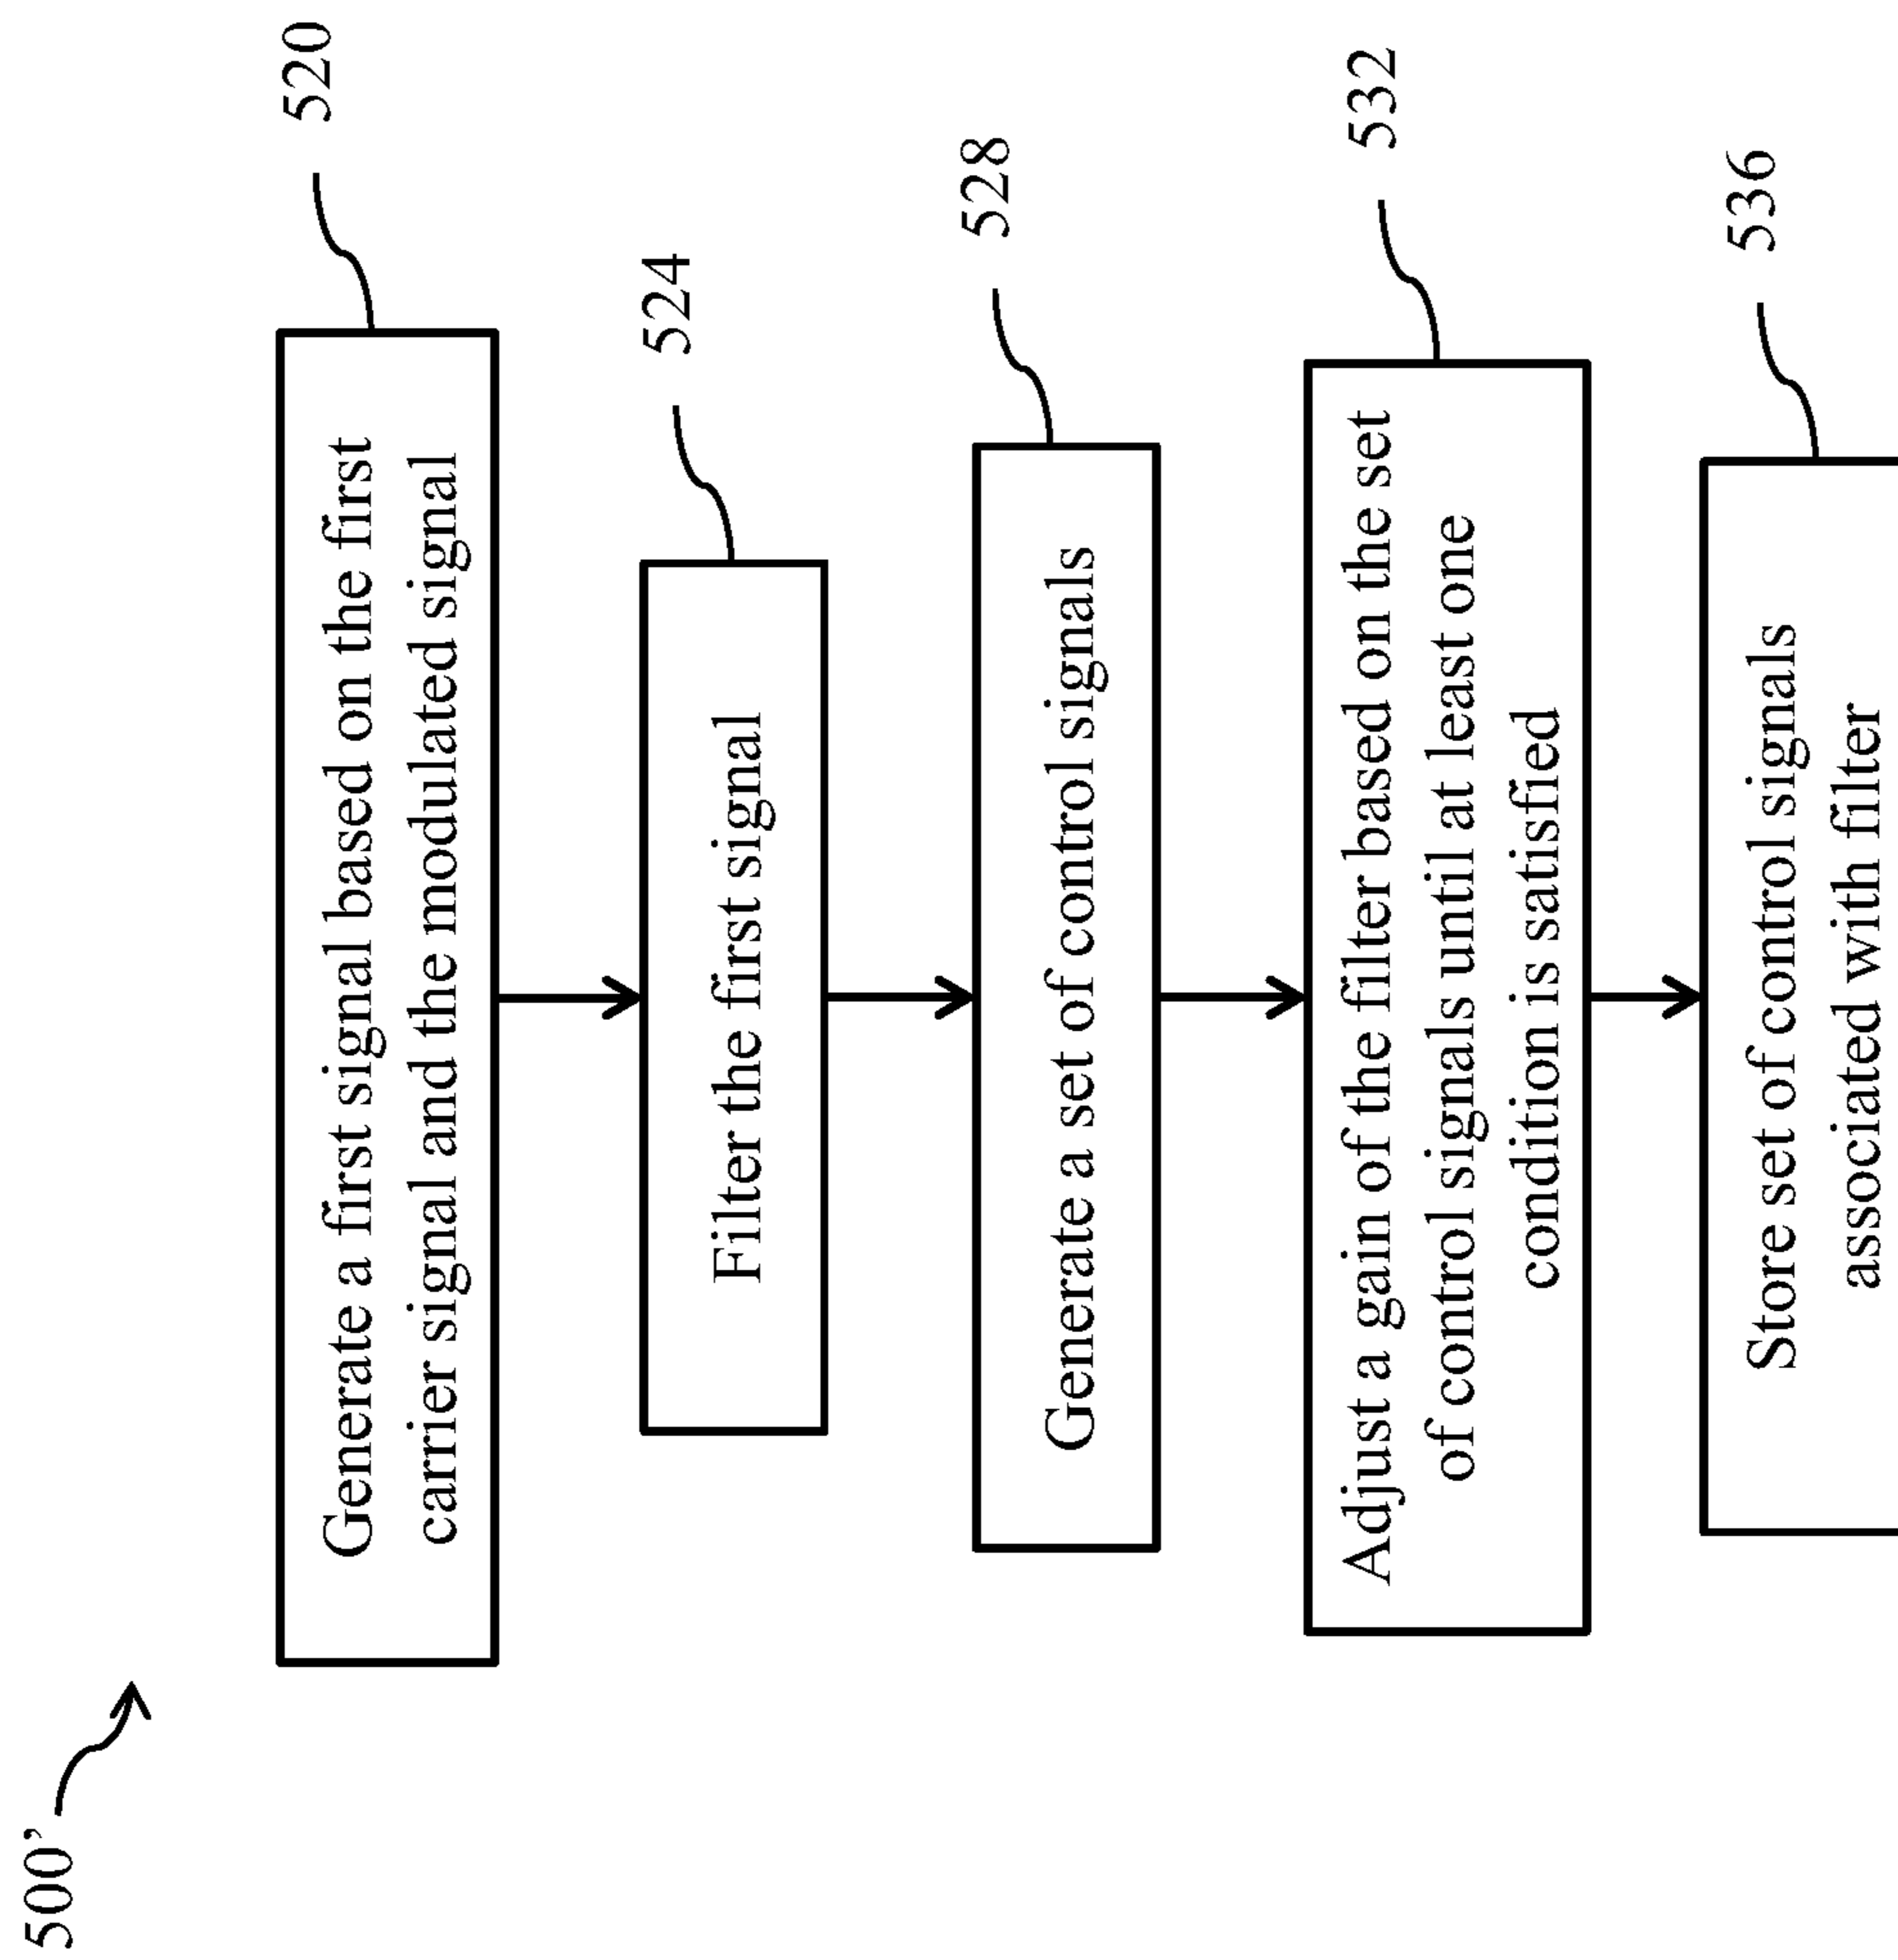 500’
Generate a first signal based on the first
carrier signal and the modulated signal
520
Filter the first signal
524
Generate a set of control signals
528
Adjust a gain of the filter based on the set
of control signals until at least one
condition is satisfied
532
Store set of control signals
associated with filter
536